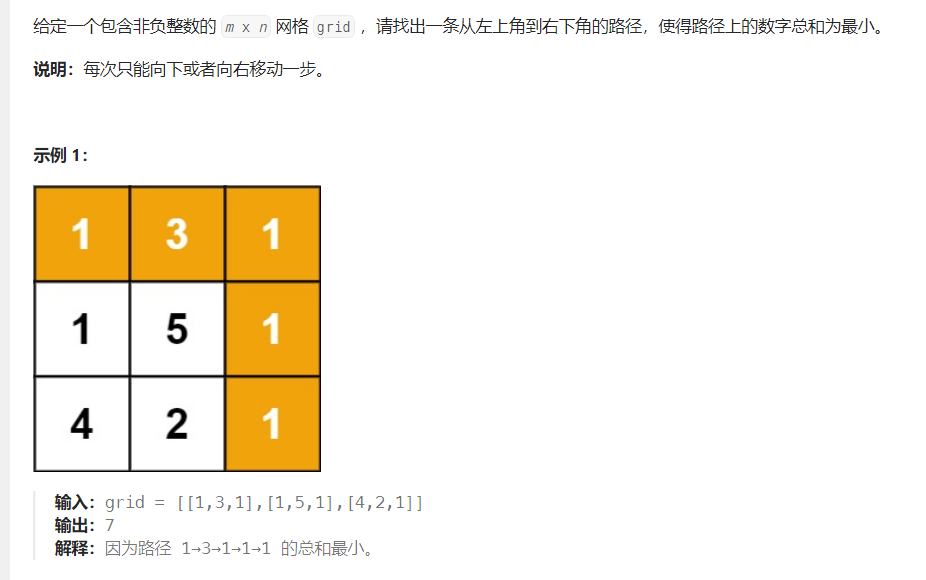 给定一个包含非负整数的 m x n 网格 grid ，请找出一条从左上角到右下角的路径，使得路径上的数字总和为最小。
说明：每次只能向下或者向右移动一步。
示例 1：
1 3 1
1 5 1
4 2 1
输入：grid = [[1,3,1],[1,5,1],[4,2,1]]
输出：7
解释：因为路径 1→3→1→1→1 的总和最小。